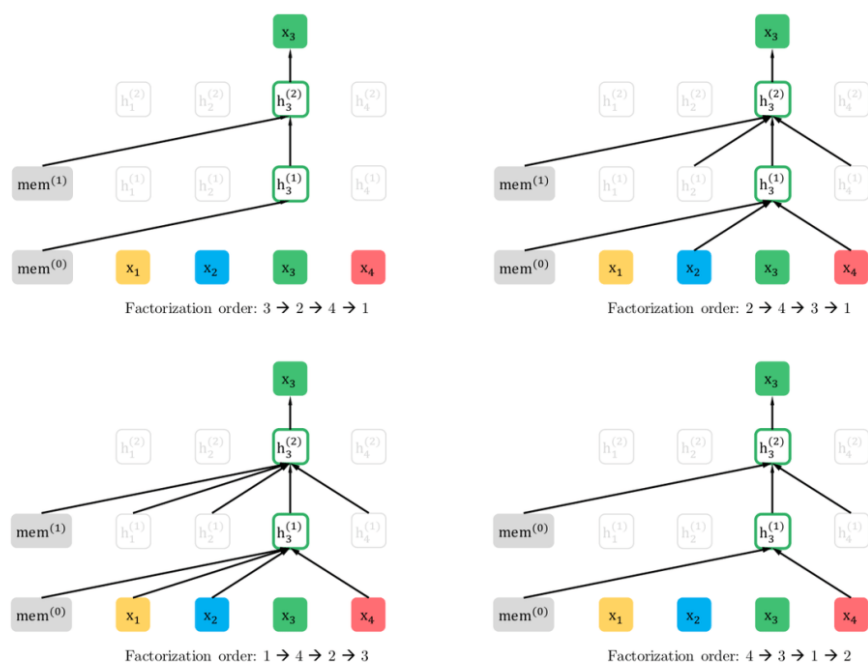 x₃ x₃
h₁⁽²⁾ h₂⁽²⁾ h₃⁽²⁾ h₄⁽²⁾ h₁⁽²⁾ h₂⁽²⁾ h₃⁽²⁾ h₄⁽²⁾
mem⁽¹⁾ h₁⁽¹⁾ h₂⁽¹⁾ h₃⁽¹⁾ h₄⁽¹⁾ mem⁽¹⁾ h₁⁽¹⁾ h₂⁽¹⁾ h₃⁽¹⁾ h₄⁽¹⁾
mem⁽⁰⁾ x₁ x₂ x₃ x₄ mem⁽⁰⁾ x₁ x₂ x₃ x₄
Factorization order: 3 → 2 → 4 → 1 Factorization order: 2 → 4 → 3 → 1
x₃ x₃
h₁⁽²⁾ h₂⁽²⁾ h₃⁽²⁾ h₄⁽²⁾ h₁⁽²⁾ h₂⁽²⁾ h₃⁽²⁾ h₄⁽²⁾
mem⁽¹⁾ h₁⁽¹⁾ h₂⁽¹⁾ h₃⁽¹⁾ h₄⁽¹⁾ mem⁽⁰⁾ h₁⁽¹⁾ h₂⁽¹⁾ h₃⁽¹⁾ h₄⁽¹⁾
mem⁽⁰⁾ x₁ x₂ x₃ x₄ mem⁽⁰⁾ x₁ x₂ x₃ x₄
Factorization order: 1 → 4 → 2 → 3 Factorization order: 4 → 3 → 1 → 2